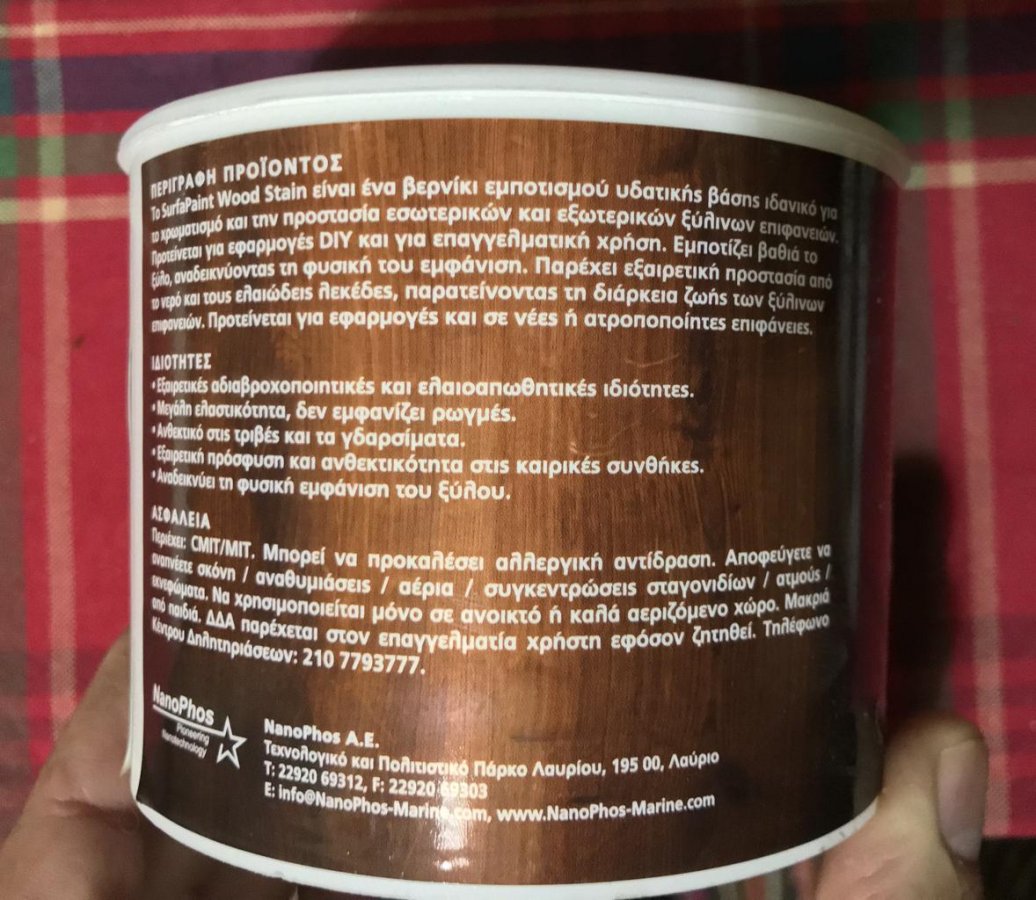 ΠΕΡΙΓΡΑΦΗ ΠΡΟΪΟΝΤΟΣ
Το SurfaPaint Wood Stain είναι ένα βερνίκι εμποτισμού υδατικής βάσης ιδανικό για
το χρωματισμό και την προστασία εσωτερικών και εξωτερικών ξύλινων επιφανειών.
Προτείνεται για εφαρμογές DIY και για επαγγελματική χρήση. Εμποτίζει βαθιά το
ξύλο, αναδεικνύοντας τη φυσική του εμφάνιση. Παρέχει εξαιρετική προστασία από
το νερό και τους ελαιώδεις λεκέδες, παρατείνοντας τη διάρκεια ζωής των ξύλινων
επιφανειών. Προτείνεται για εφαρμογές και σε νέες ή ατροποποίητες επιφάνειες.
ΙΔΙΟΤΗΤΕΣ
• Εξαιρετικές αδιαβροχοποιητικές και ελαιοαπωθητικές ιδιότητες.
• Μεγάλη ελαστικότητα, δεν εμφανίζει ρωγμές.
• Ανθεκτικό στις τριβές και τα γδαρσίματα.
• Εξαιρετική πρόσφυση και ανθεκτικότητα στις καιρικές συνθήκες.
• Αναδεικνύει τη φυσική εμφάνιση του ξύλου.
ΑΣΦΑΛΕΙΑ
Περιέχει: CMIT/MIT. Μπορεί να προκαλέσει αλλεργική αντίδραση. Αποφεύγετε να
αναπνέετε σκόνη / αναθυμιάσεις / αέρια / συγκεντρώσεις σταγονιδίων / ατμούς /
εκνεφώματα. Να χρησιμοποιείται μόνο σε ανοικτό ή καλά αεριζόμενο χώρο. Μακριά
από παιδιά. ΔΔΑ παρέχεται στον επαγγελματία χρήστη εφόσον ζητηθεί. Τηλέφωνο
Κέντρου Δηλητηριάσεων: 210 7793777.
NanoPhos
Pioneering
Nanotechnology
NanoPhos A.E.
Τεχνολογικό και Πολιτιστικό Πάρκο Λαυρίου, 195 00, Λαύριο
T: 22920 69312, F: 22920 69303
E: info@NanoPhos-Marine.com, www.NanoPhos-Marine.com